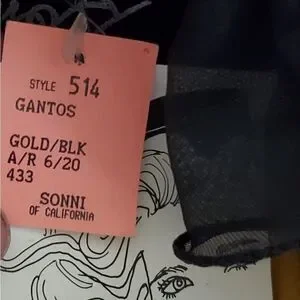 STYLE 514
GANTOS
GOLD/BLK
A/R 6/20
433
SONNI
OF CALIFORNIA